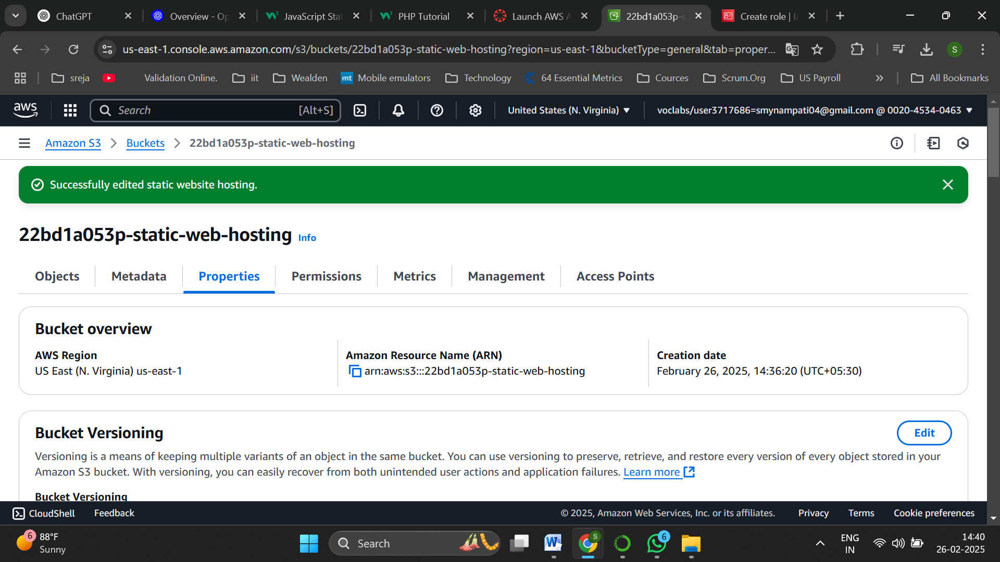 ChatGPT
Overview - Op
JavaScript Sta
PHP Tutorial
Launch AWS A
22bd1a053p-s
Create role | IA
us-east-1.console.aws.amazon.com/s3/buckets/22bd1a053p-static-web-hosting?region=us-east-1&bucketType=general&tab=proper...
S
sreja
Validation Online.
iit
Wealden
mt Mobile emulators
Technology
64 Essential Metrics
Cources
Scrum.Org
US Payroll
All Bookmarks
aws
Search
[Alt+S]
United States (N. Virginia)
voclabs/user3717686=smynampati04@gmail.com @ 0020-4534-0463
Amazon S3
Buckets
22bd1a053p-static-web-hosting
Successfully edited static website hosting.
22bd1a053p-static-web-hosting Info
Objects
Metadata
Properties
Permissions
Metrics
Management
Access Points
Bucket overview
AWS Region
US East (N. Virginia) us-east-1
Amazon Resource Name (ARN)
arn:aws:s3:::22bd1a053p-static-web-hosting
Creation date
February 26, 2025, 14:36:20 (UTC+05:30)
Bucket Versioning
Edit
Versioning is a means of keeping multiple variants of an object in the same bucket. You can use versioning to preserve, retrieve, and restore every version of every object stored in your
Amazon S3 bucket. With versioning, you can easily recover from both unintended user actions and application failures. Learn more
Bucket Versioning
CloudShell
Feedback
© 2025, Amazon Web Services, Inc. or its affiliates.
Privacy
Terms
Cookie preferences
6
88°F
Sunny
Search
W
S
6
ENG
IN
14:40
26-02-2025